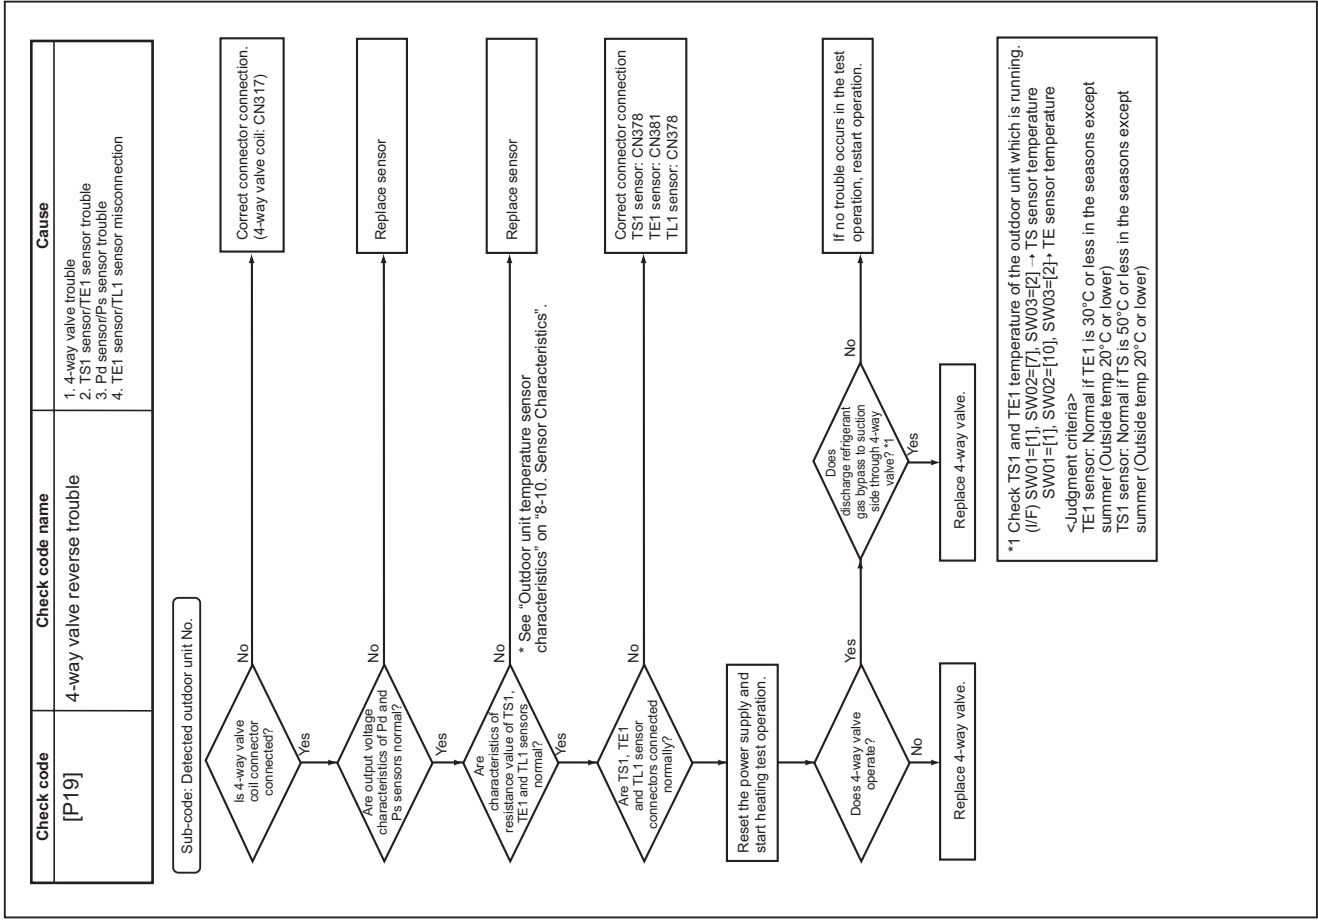 Check code
Check code name
Cause
[P19]
4-way valve reverse trouble
1. 4-way valve trouble
2. TS1 sensor/TE1 sensor trouble
3. Pd sensor/Ps sensor trouble
4. TE1 sensor/TL1 sensor misconnection
Sub-code: Detected outdoor unit No.
Is 4-way valve
coil connector
connected?
No
Correct connector connection.
(4-way valve coil: CN317)
Yes
Are output voltage
characteristics of Pd and
Ps sensors normal?
No
Replace sensor
Yes
Are
characteristics of
resistance value of TS1,
TE1 and TL1 sensors
normal?
No
Replace sensor
* See “Outdoor unit temperature sensor
characteristics” on “8-10. Sensor Characteristics”.
Yes
Are TS1, TE1
and TL1 sensor
connectors connected
normally?
No
Correct connector connection
TS1 sensor: CN378
TE1 sensor: CN381
TL1 sensor: CN378
Reset the power supply and
start heating test operation.
Does 4-way valve
operate?
Yes
Does
discharge refrigerant
gas bypass to suction
side through 4-way
valve? *1
No
If no trouble occurs in the test
operation, restart operation.
No
Replace 4-way valve.
Yes
Replace 4-way valve.
*1 Check TS1 and TE1 temperature of the outdoor unit which is running.
(I/F) SW01=[1], SW02=[7], SW03=[2] → TS sensor temperature
SW01=[1], SW02=[10], SW03=[2]→ TE sensor temperature
<Judgment criteria>
TE1 sensor: Normal if TE1 is 30°C or less in the seasons except
summer (Outside temp 20°C or lower)
TS1 sensor: Normal if TS is 50°C or less in the seasons except
summer (Outside temp 20°C or lower)